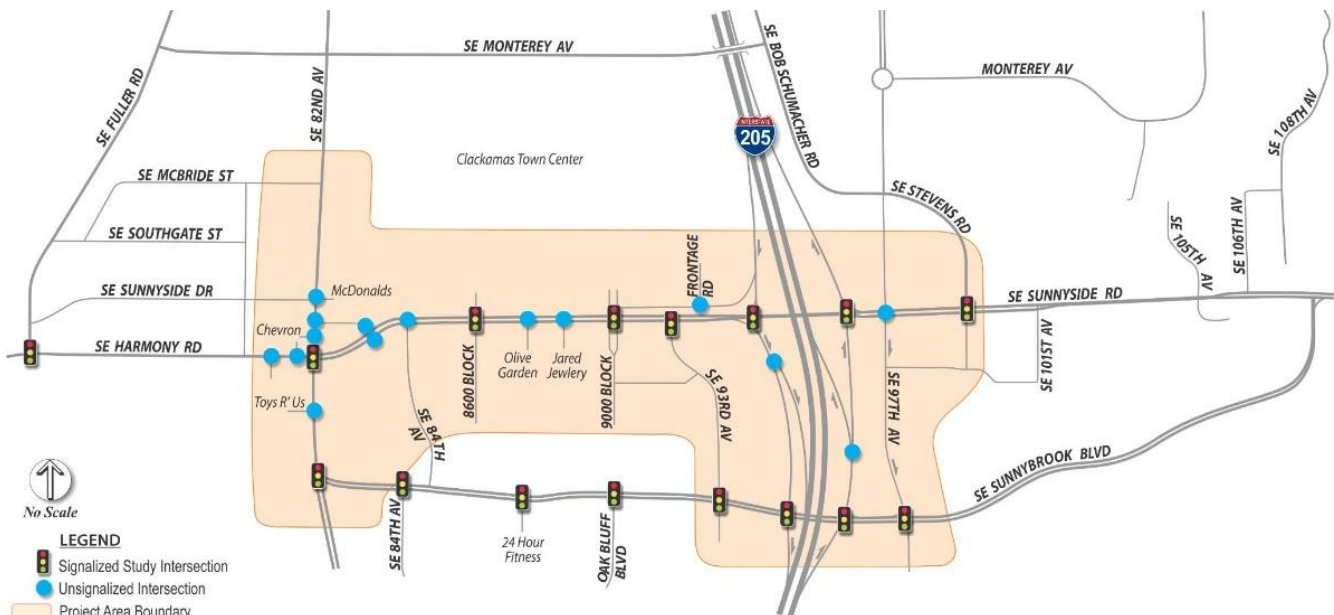 SE MONTEREY AV
SE FULLER RD
SE 82ND AV
SE BOB SCHUMACHER RD
MONTEREY AV
SE 108TH AV
INTERSTATE
205
Clackamas Town Center
SE MCBRIDE ST
SE STEVENS RD
SE 105TH
AV
SE 106TH AV
SE SOUTHGATE ST
FRONTAGE
RD
SE SUNNYSIDE DR
McDonalds
SE SUNNYSIDE RD
Chevron
SE HARMONY RD
SE 101ST AV
8600 BLOCK
Olive
Garden
Jared
Jewlery
9000 BLOCK
SE 93RD AV
SE 97TH AV
Toys R' Us
SE 84TH
AV
SE SUNNYBROOK BLVD
No Scale
SE 84TH AV
24 Hour
Fitness
OAK BLUFF
BLVD
LEGEND
Signalized Study Intersection
Unsignalized Intersection
Project Area Boundary